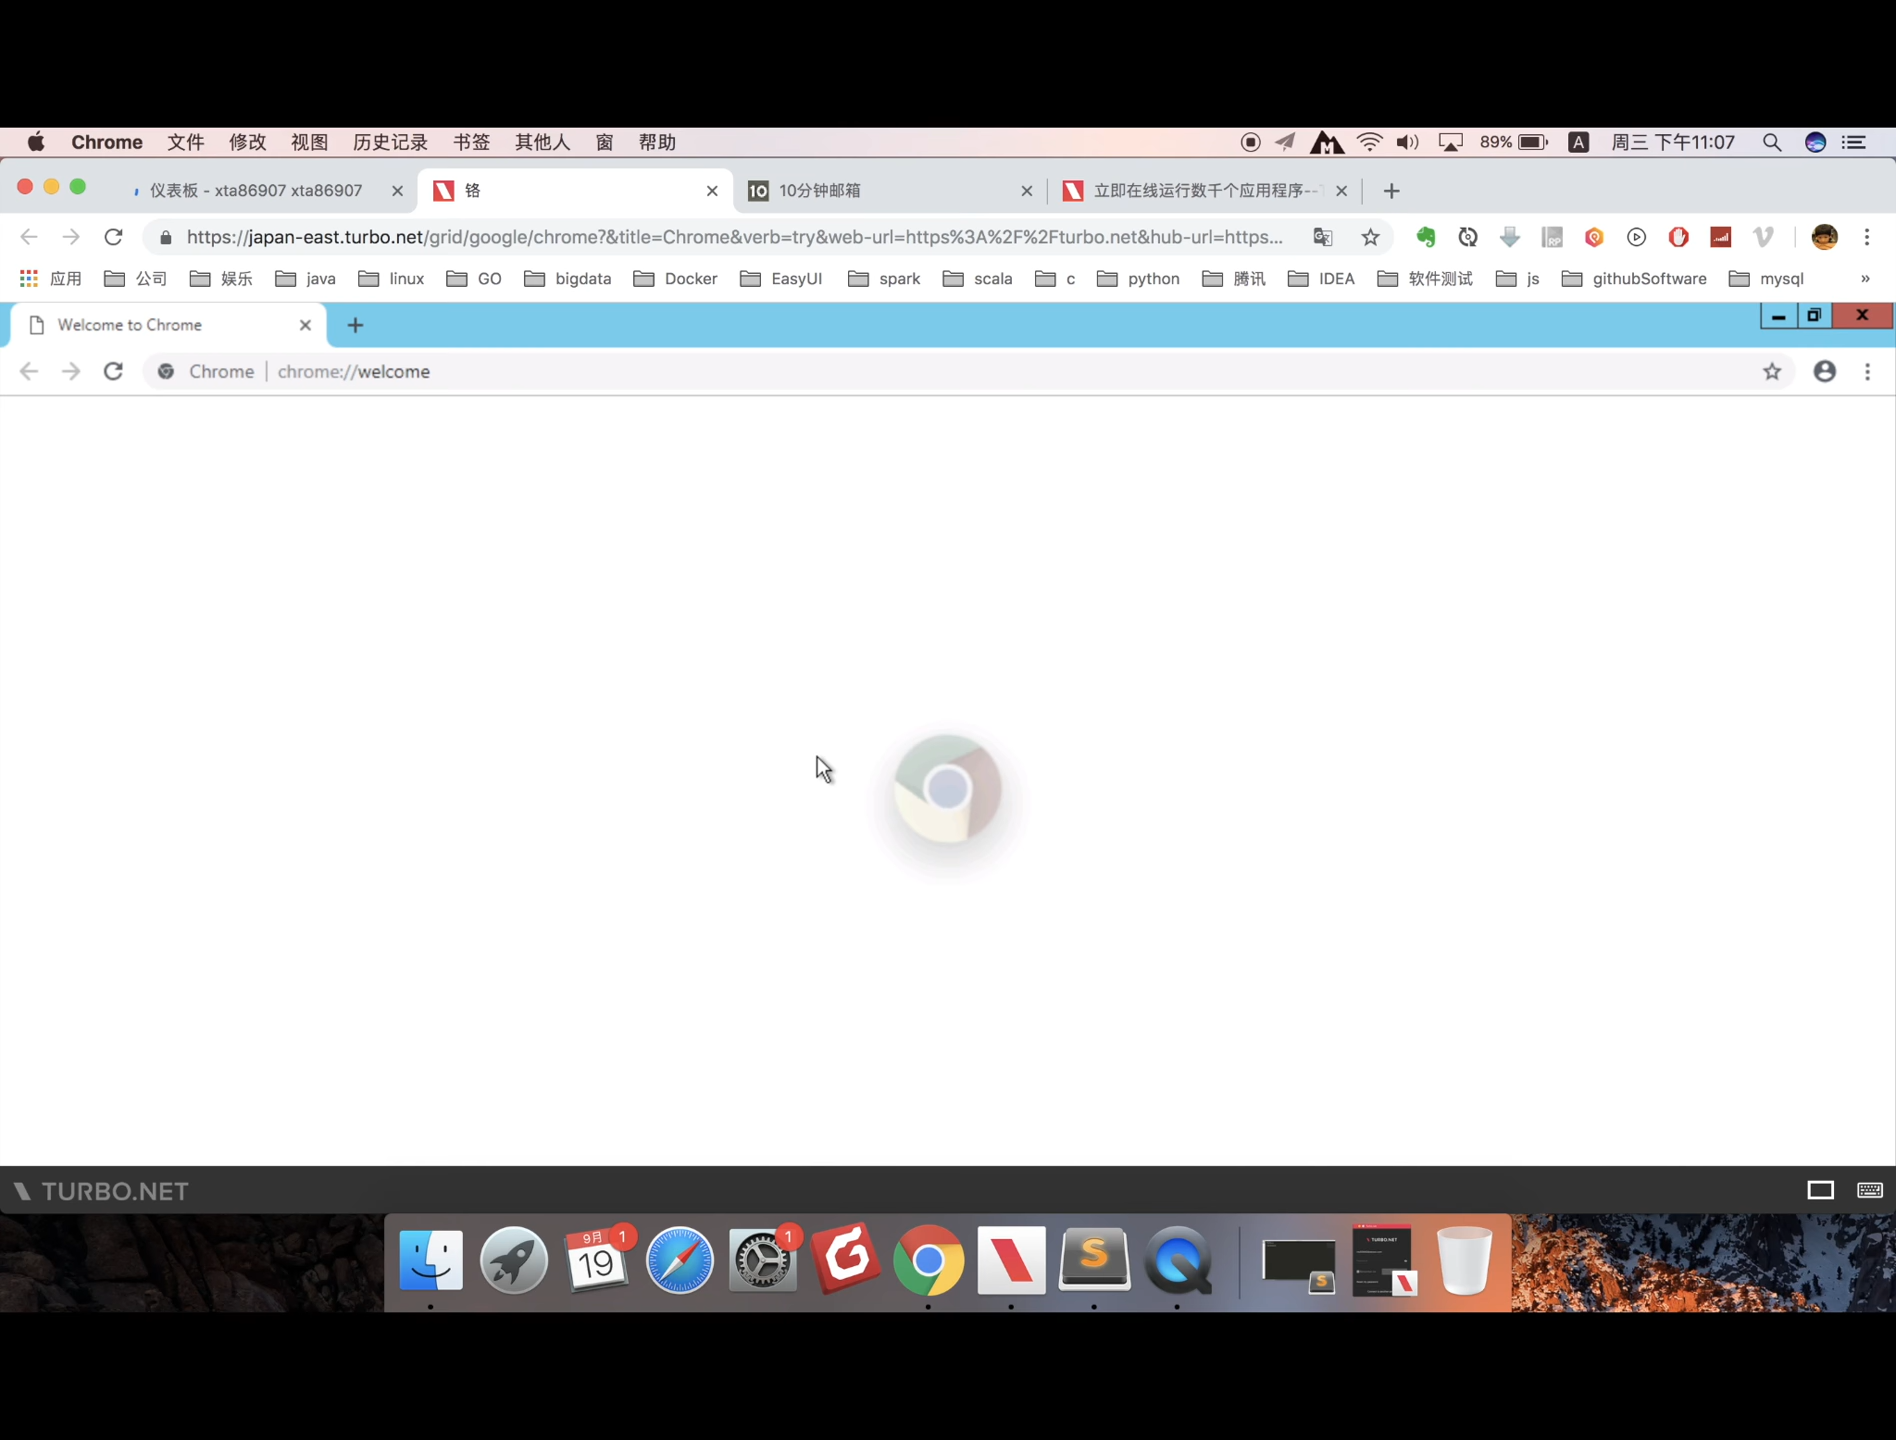 Chrome 文件 修改 视图 历史记录 书签 其他人 窗 帮助 89% A 周三 下午11:07
仪表板 - xta86907 xta86907 铬 10 10分钟邮箱 立即在线运行数千个应用程序--
https://japan-east.turbo.net/grid/google/chrome?&title=Chrome&verb=try&web-url=https%3A%2F%2Fturbo.net&hub-url=https...
应用 公司 娱乐 java linux GO bigdata Docker EasyUI spark scala c python 腾讯 IDEA 软件测试 js githubSoftware mysql »
Welcome to Chrome
Chrome | chrome://welcome
TURBO.NET
9月 1 19 1
TURBO.NET